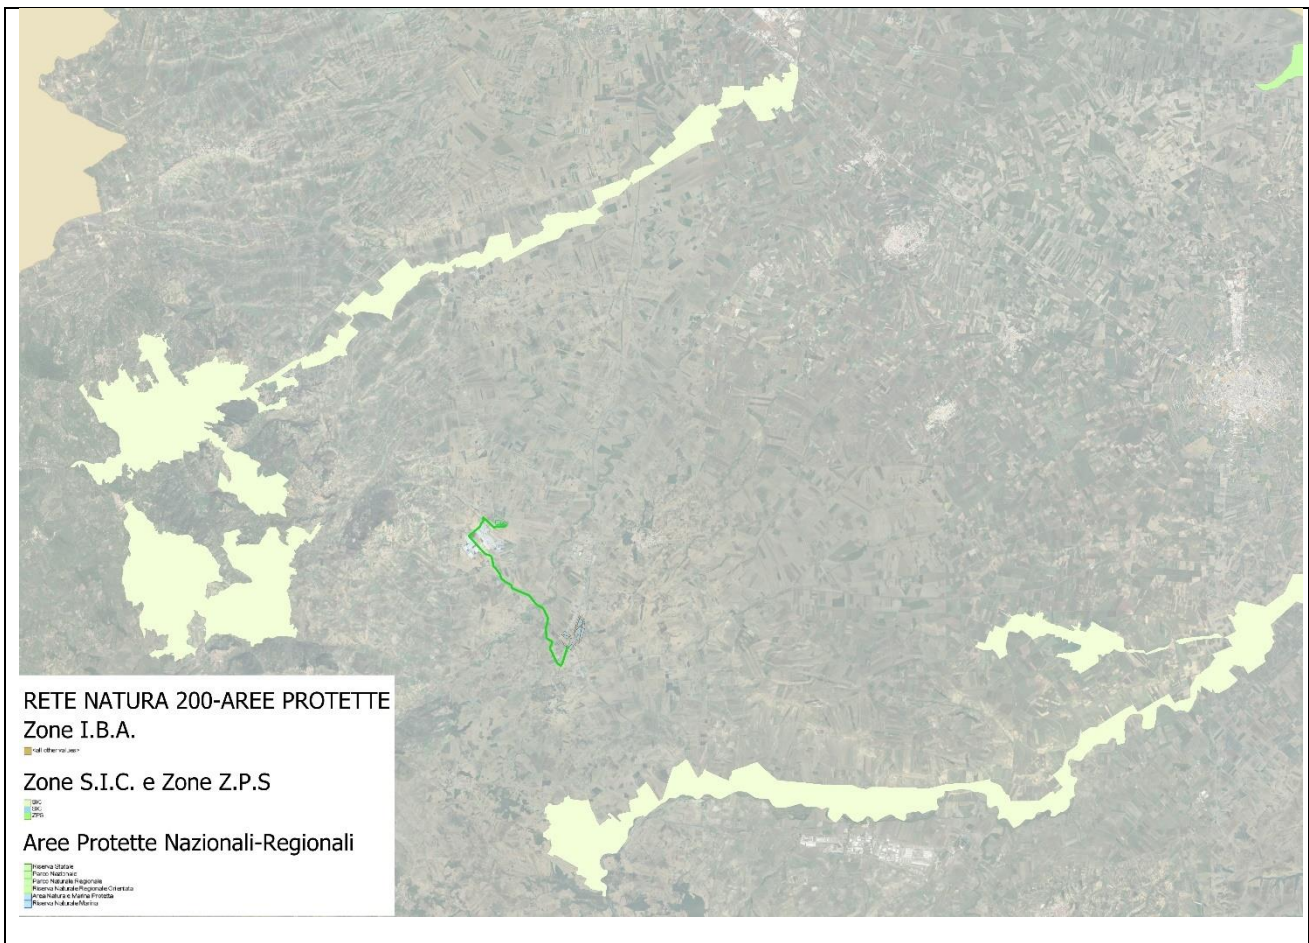 RETE NATURA 200-AREE PROTETTE
Zone I.B.A.
<all other values>
Zone S.I.C. e Zone Z.P.S
SIC
ZPS
Aree Protette Nazionali-Regionali
Riserva Statale
Parco Nazionale
Parco Naturale Regionale
Riserva Naturale Regionale Orientata
Area Naturale Marina Protetta
Riserva Naturale Marina